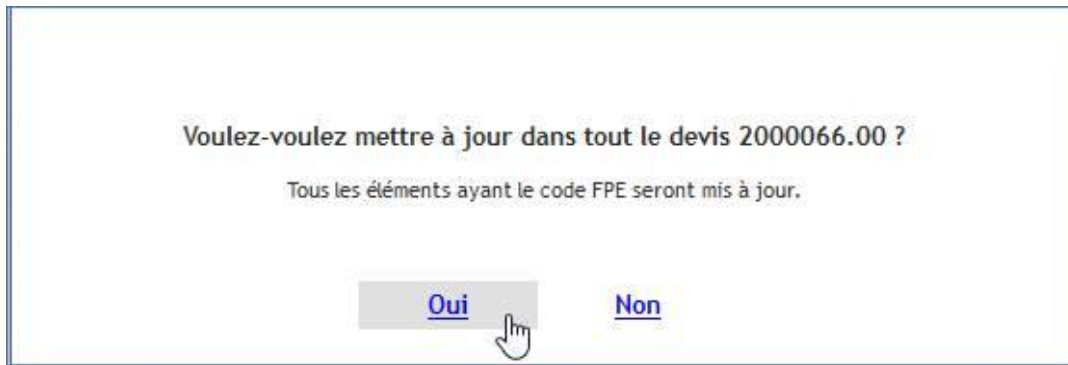 Voulez-voulez mettre à jour dans tout le devis 2000066.00 ?
Tous les éléments ayant le code FPE seront mis à jour.
Oui Non